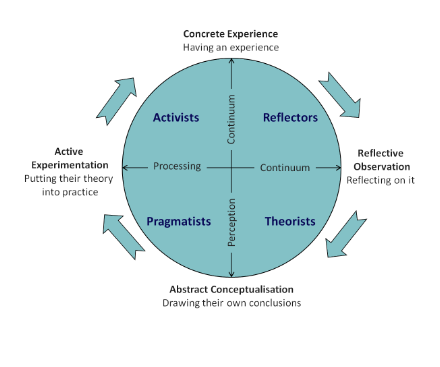 Concrete Experience
Having an experience
Activists
Reflectors
Continuum
Active
Experimentation
Putting their theory
into practice
Processing
Continuum
Reflective
Observation
Reflecting on it
Pragmatists
Theorists
Perception
Abstract Conceptualisation
Drawing their own conclusions